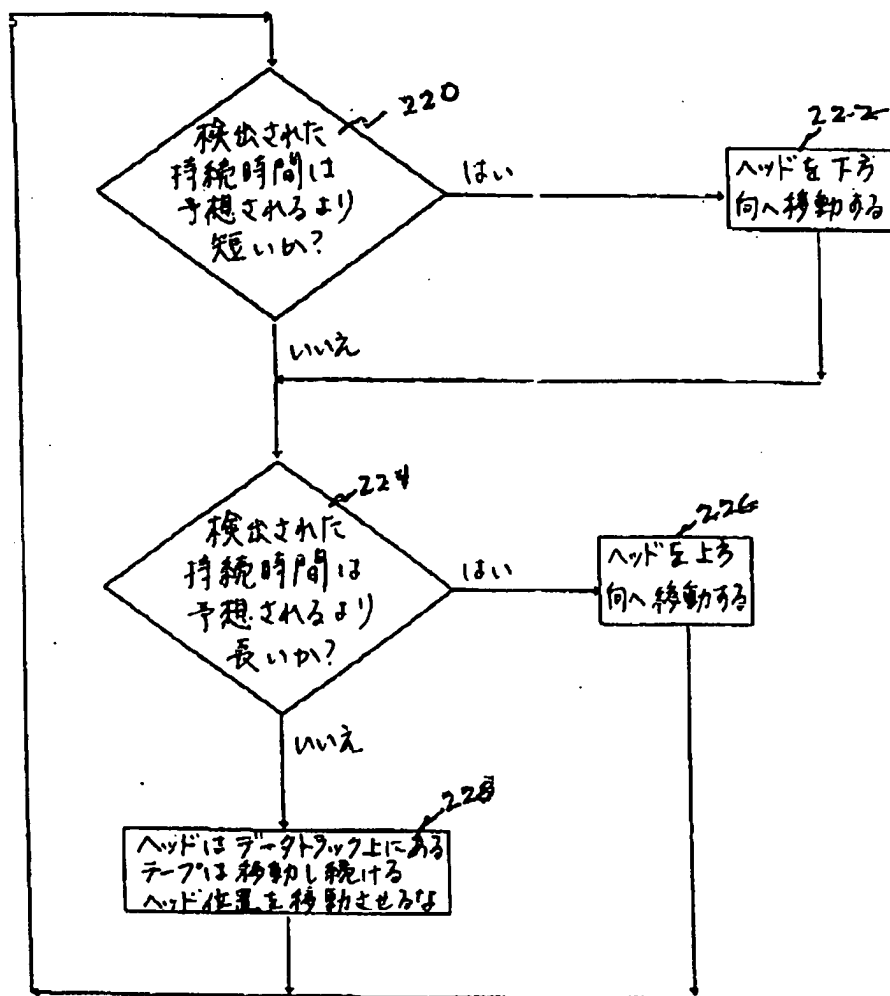 220
検出された
持続時間は
予想されるより
短いか?
はい
222
ヘッドを下方
向へ移動する
いいえ
224
検出された
持続時間は
予想されるより
長いか?
はい
226
ヘッドを上方
向へ移動する
いいえ
228
ヘッドはデータトラック上にある
テープは移動し続ける
ヘッド位置を移動させるな